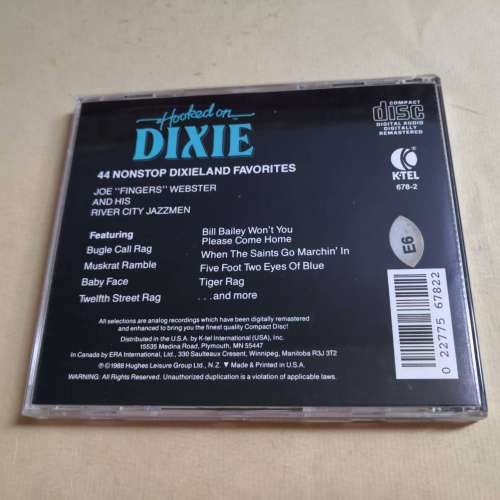 Hooked on
DIXIE
44 NONSTOP DIXIELAND FAVORITES
JOE "FINGERS" WEBSTER
AND HIS
RIVER CITY JAZZMEN
Featuring
Bugle Call Rag
Muskrat Ramble
Baby Face
Twelfth Street Rag
Bill Bailey Won't You
Please Come Home
When The Saints Go Marchin' In
Five Foot Two Eyes Of Blue
Tiger Rag
. . .and more
COMPACT
disc
DIGITAL AUDIO
DIGITALLY
REMASTERED
K-TEL
678-2
E6
0 22775 67822
All selections are analog recordings which have been digitally remastered
and enhanced to bring you the finest quality Compact Disc!
Distributed in the U.S.A. by K-tel International (USA), Inc.
15535 Medina Road, Plymouth, MN 55447
In Canada by ERA International, Ltd., 330 Saulteaux Cresent, Winnipeg, Manitoba R3J 3T2
℗©1988 Hughes Leisure Group Ltd., N.Z. ♥ Made & Printed in U.S.A.
WARNING: All Rights Reserved. Unauthorized duplication is a violation of applicable laws.